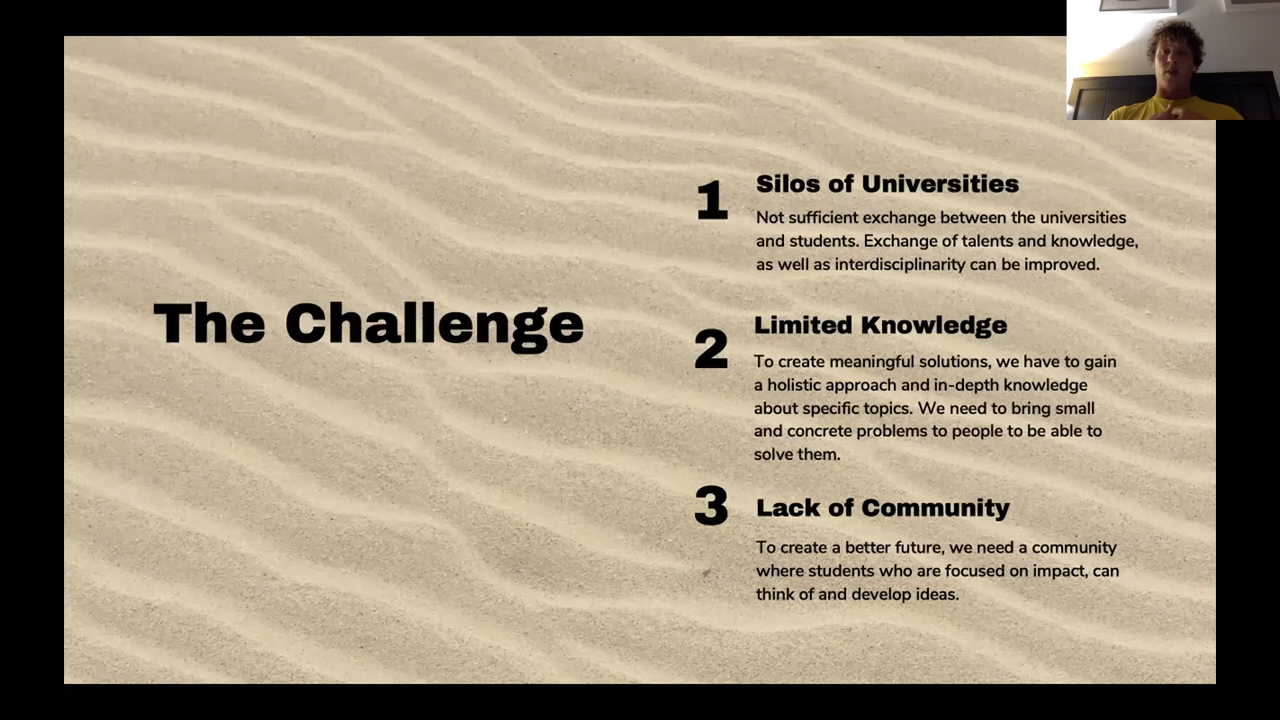 The Challenge
1
Silos of Universities
Not sufficient exchange between the universities
and students. Exchange of talents and knowledge,
as well as interdisciplinarity can be improved.
2
Limited Knowledge
To create meaningful solutions, we have to gain
a holistic approach and in-depth knowledge
about specific topics. We need to bring small
and concrete problems to people to be able to
solve them.
3
Lack of Community
To create a better future, we need a community
where students who are focused on impact, can
think of and develop ideas.